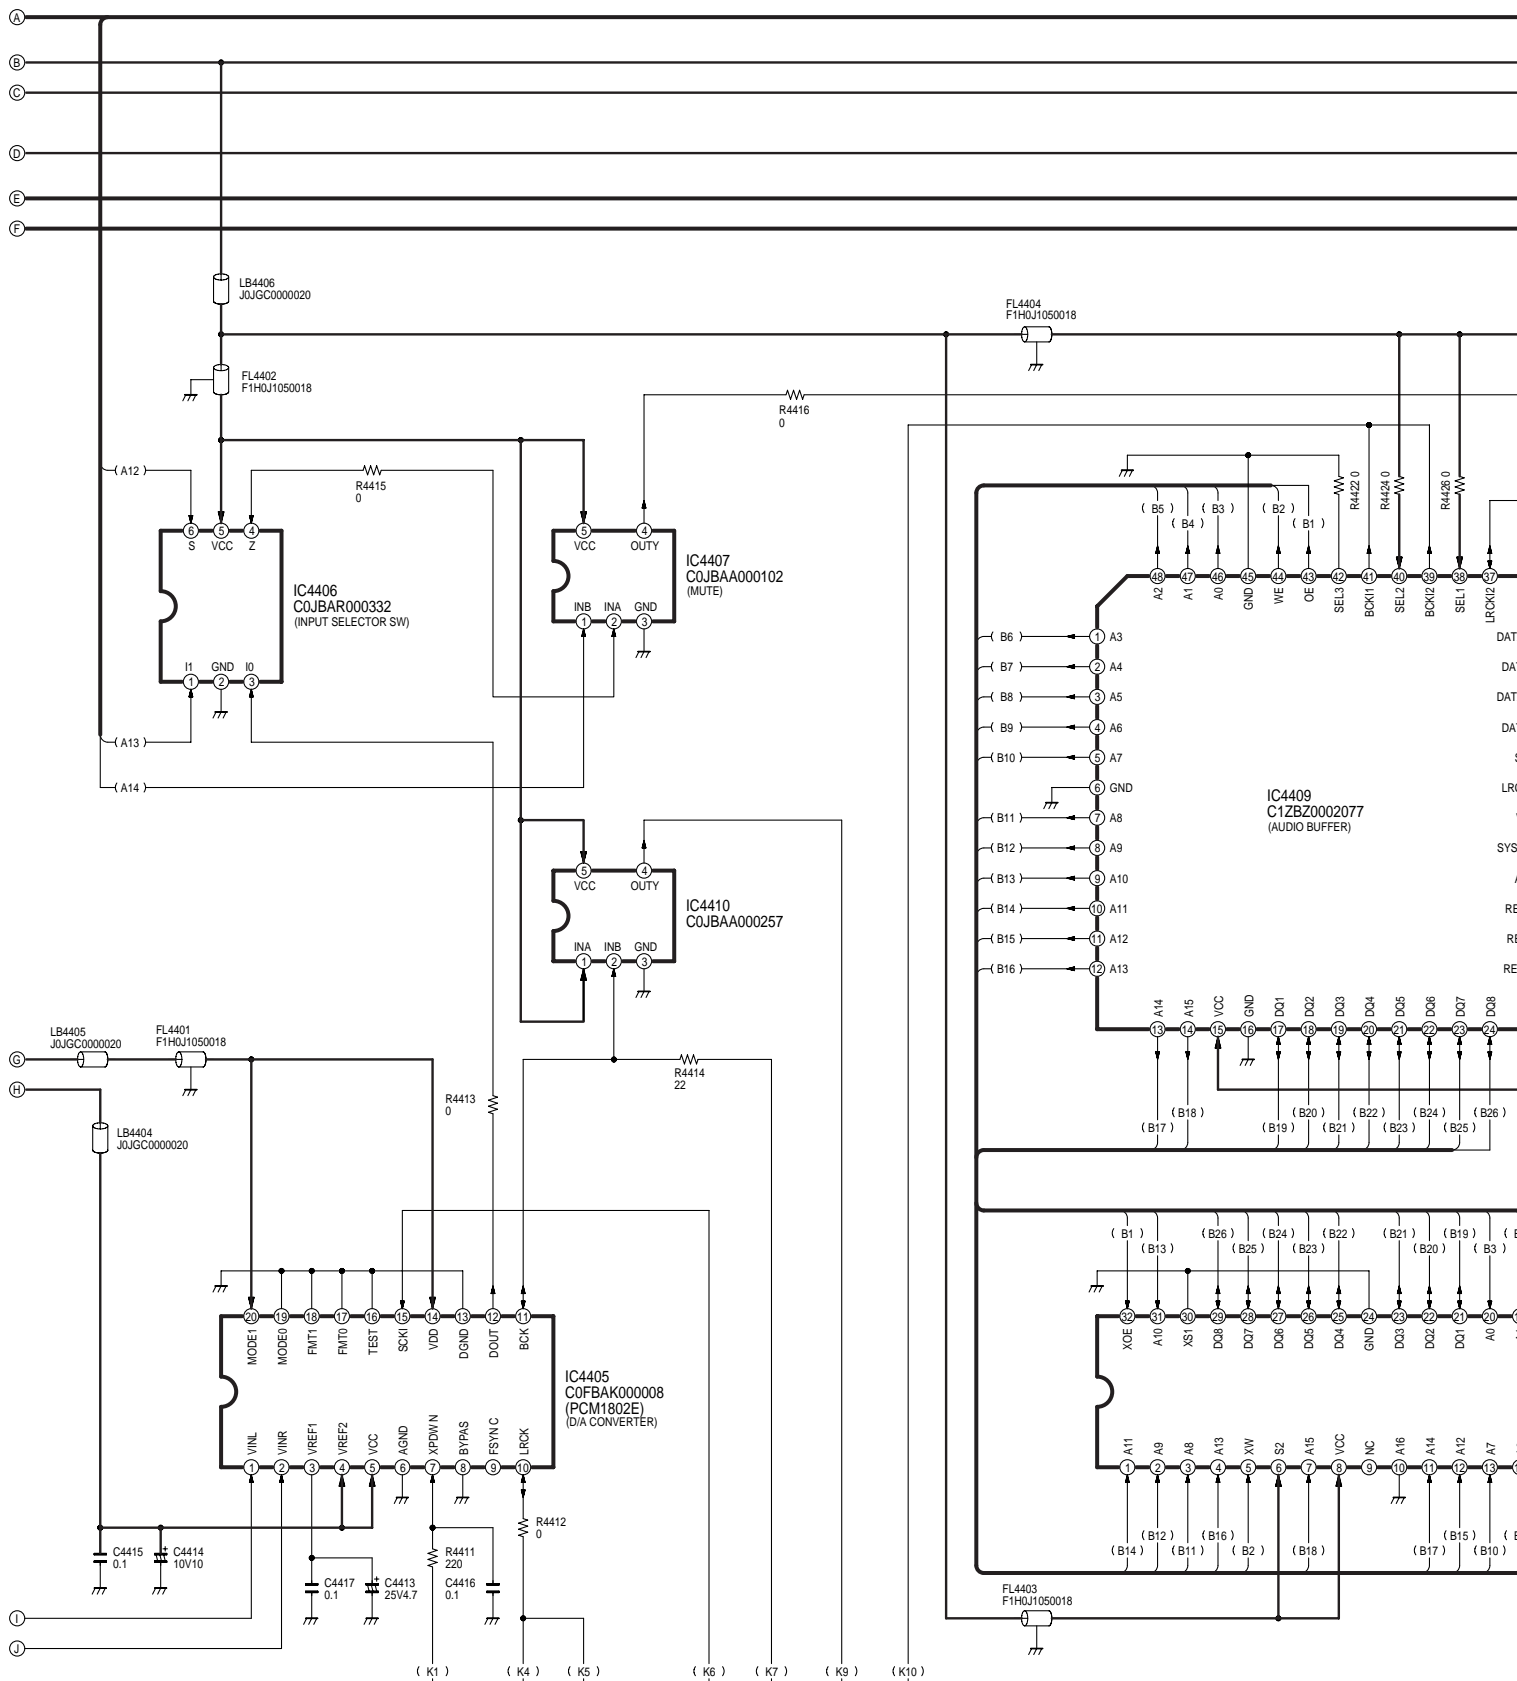 A
B
C
D
E
F
LB4406
J0JGC0000020
FL4404
F1H0J1050018
FL4402
F1H0J1050018
R4416
0
( A12 )
R4415
0
R4422 0
R4424 0
R4426 0
( B5 )
( B4 )
( B3 )
( B2 )
( B1 )
6 5 4
S VCC Z
5 4
VCC OUTY
IC4406
C0JBAR000332
(INPUT SELECTOR SW)
IC4407
C0JBAA000102
(MUTE)
INB INA GND
1 2 3
I1 GND I0
1 2 3
48 47 46 45 44 43 42 41 40 39 38 37
A2 A1 A0 GND WE OE SEL3 BCKI1 SEL2 BCKI2 SEL1 LRCKI2
( B6 ) 1 A3 DAT
( B7 ) 2 A4 DA
( B8 ) 3 A5 DAT
( B9 ) 4 A6 DA
( B10 ) 5 A7 S
6 GND LRC
( B11 ) 7 A8
( B12 ) 8 A9 SYS
( B13 ) 9 A10 A
( B14 ) 10 A11 RE
( B15 ) 11 A12 RE
( B16 ) 12 A13 RE
IC4409
C1ZBZ0002077
(AUDIO BUFFER)
( A13 )
( A14 )
5 4
VCC OUTY
IC4410
C0JBAA000257
INA INB GND
1 2 3
A14 A15 VCC GND DQ1 DQ2 DQ3 DQ4 DQ5 DQ6 DQ7 DQ8
13 14 15 16 17 18 19 20 21 22 23 24
G
LB4405
J0JGC0000020
FL4401
F1H0J1050018
H
LB4404
J0JGC0000020
R4413
0
R4414
22
( B17 )
( B18 )
( B19 )
( B20 )
( B21 )
( B22 )
( B23 )
( B24 )
( B25 )
( B26 )
( B1 )
( B13 )
( B26 )
( B25 )
( B24 )
( B23 )
( B22 )
( B21 )
( B20 )
( B19 )
( B3 )
20 19 18 17 16 15 14 13 12 11
MODE1 MODE0 FMT1 FMT0 TEST SCKI VDD DGND DOUT BCK
IC4405
C0FBAK000008
(PCM1802E)
(D/A CONVERTER)
VINL VINR VREF1 VREF2 VCC AGND XPDWN BYPAS FSYNC LRCK
1 2 3 4 5 6 7 8 9 10
32 31 30 29 28 27 26 25 24 23 22 21 20
XOE A10 XS1 DQ8 DQ7 DQ6 DQ5 DQ4 GND DQ3 DQ2 DQ1 A0
A11 A9 A8 A13 XW S2 A15 VCC NC A16 A14 A12 A7
1 2 3 4 5 6 7 8 9 10 11 12 13
( B14 )
( B12 )
( B11 )
( B16 )
( B2 )
( B18 )
( B17 )
( B15 )
( B10 )
C4415
0.1
C4414
10V10
C4417
0.1
C4413
25V4.7
R4411
220
C4416
0.1
R4412
0
FL4403
F1H0J1050018
I
J
( K1 ) ( K4 ) ( K5 ) ( K6 ) ( K7 ) ( K9 ) ( K10 )